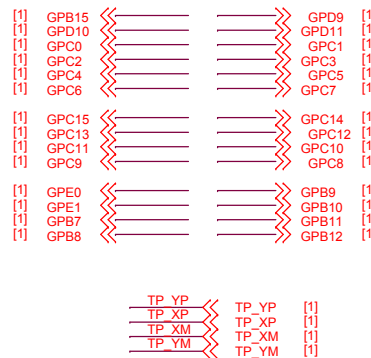 [1] GPB15 GPD9 [1
[1] GPD10 GPD11 [1
[1] GPC0 GPC1 [1
[1] GPC2 GPC3 [1
[1] GPC4 GPC5 [1
[1] GPC6 GPC7 [1
[1] GPC15 GPC14 [1
[1] GPC13 GPC12 [1
[1] GPC11 GPC10 [1
[1] GPC9 GPC8 [1
[1] GPE0 GPB9 [1
[1] GPE1 GPB10 [1
[1] GPB7 GPB11 [1
[1] GPB8 GPB12 [1
TP_YP TP_YP [1]
TP_XP TP_XP [1]
TP_XM TP_XM [1]
TP_YM TP_YM [1]